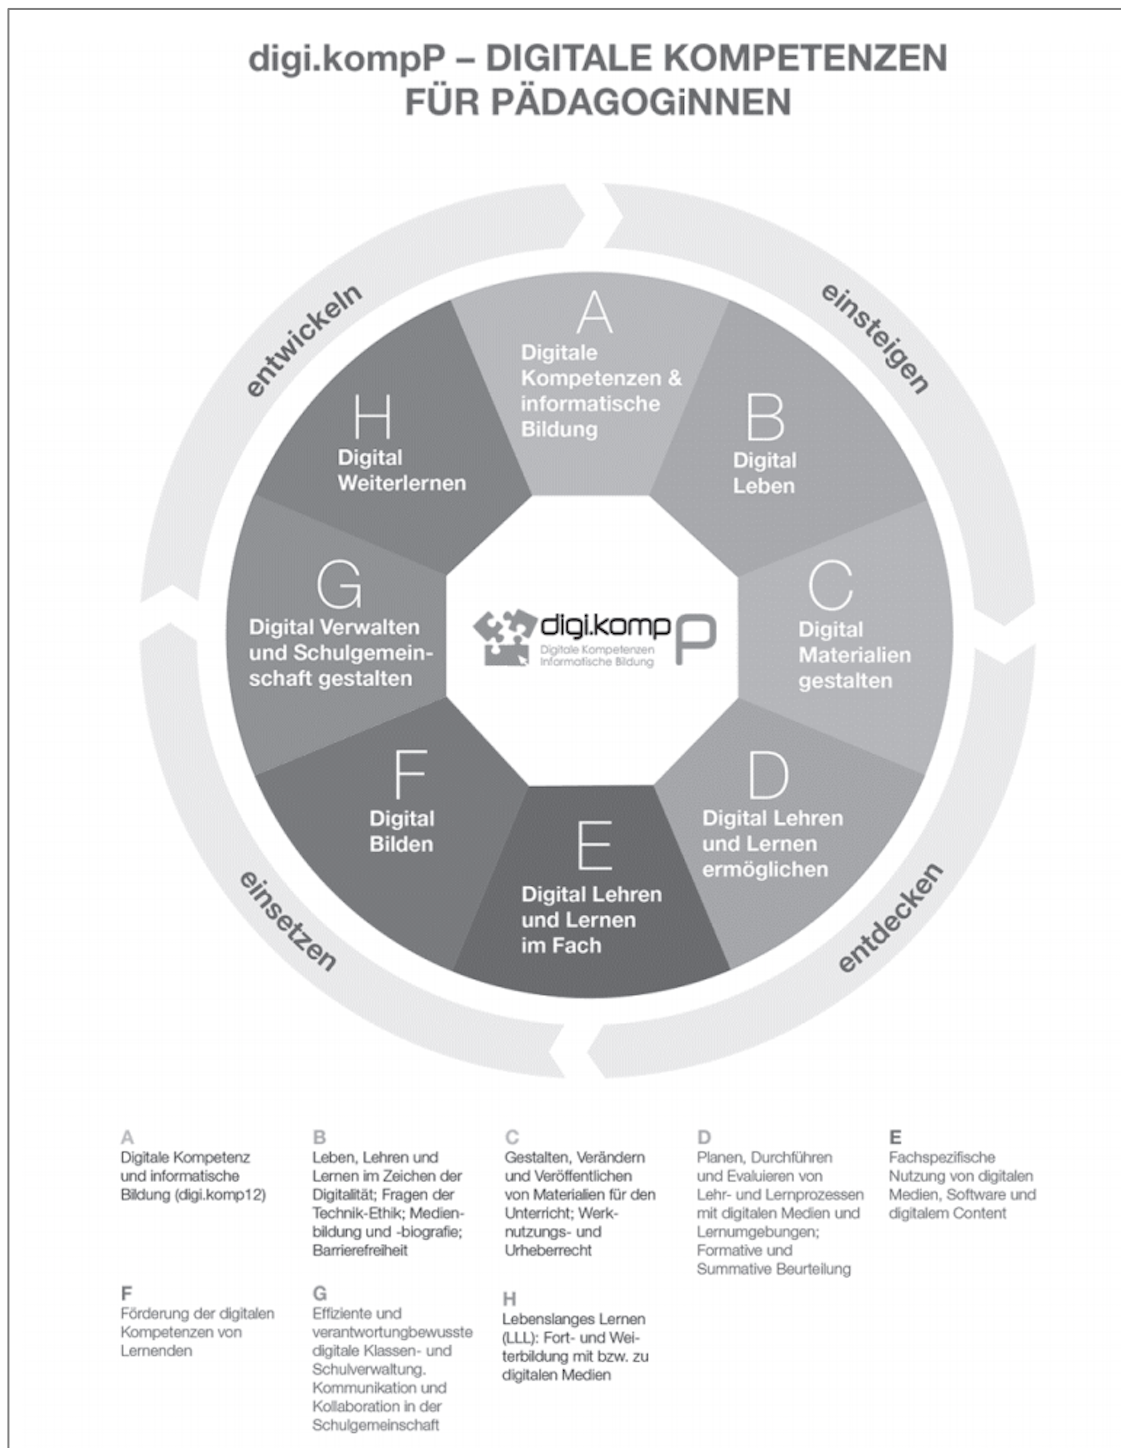 digi.kompP – DIGITALE KOMPETENZEN
FÜR PÄDAGOGiNNEN
entwickeln
einsteigen
A
Digitale
Kompetenzen &
informatische
Bildung
B
Digital
Leben
C
Digital
Materialien
gestalten
D
Digital Lehren
und Lernen
ermöglichen
E
Digital Lehren
und Lernen
im Fach
F
Digital
Bilden
G
Digital Verwalten
und Schulgemein-
schaft gestalten
H
Digital
Weiterlernen
digi.komp P
Digitale Kompetenzen
Informatische Bildung
einsetzen
entdecken
A
Digitale Kompetenz
und informatische
Bildung (digi.komp12)
B
Leben, Lehren und
Lernen im Zeichen der
Digitalität; Fragen der
Technik-Ethik; Medien-
bildung und -biografie;
Barrierefreiheit
C
Gestalten, Verändern
und Veröffentlichen
von Materialien für den
Unterricht; Werk-
nutzungs- und
Urheberrecht
D
Planen, Durchführen
und Evaluieren von
Lehr- und Lernprozessen
mit digitalen Medien und
Lernumgebungen;
Formative und
Summative Beurteilung
E
Fachspezifische
Nutzung von digitalen
Medien, Software und
digitalem Content
F
Förderung der digitalen
Kompetenzen von
Lernenden
G
Effiziente und
verantwortungbewusste
digitale Klassen- und
Schulverwaltung.
Kommunikation und
Kollaboration in der
Schulgemeinschaft
H
Lebenslanges Lernen
(LLL): Fort- und Wei-
terbildung mit bzw. zu
digitalen Medien